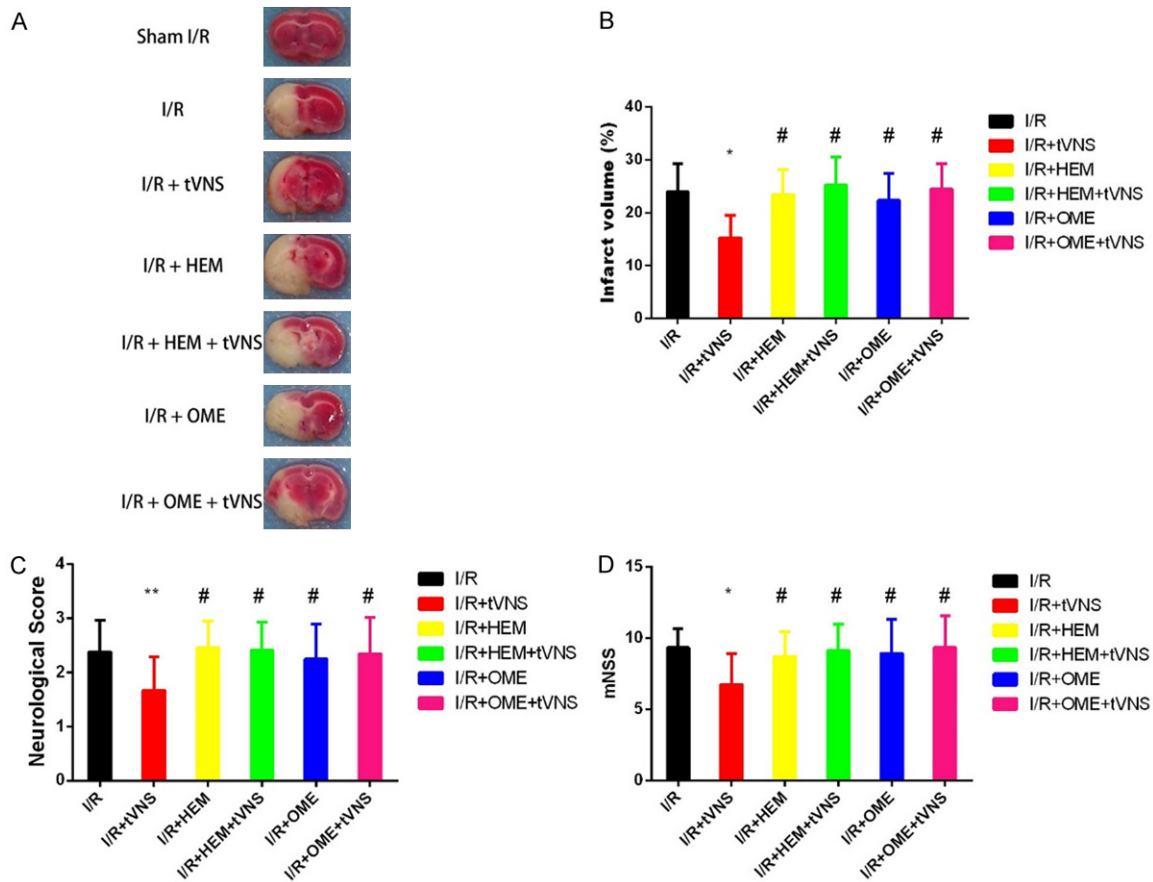 A
Sham I/R
I/R
I/R + tVNS
I/R + HEM
I/R + HEM + tVNS
I/R + OME
I/R + OME + tVNS
B
Infarct volume (%)
40
30
20
10
0
*
#
#
#
#
I/R
I/R+tVNS
I/R+HEM
I/R+HEM+tVNS
I/R+OME
I/R+OME+tVNS
I/R
I/R+tVNS
I/R+HEM
I/R+HEM+tVNS
I/R+OME
I/R+OME+tVNS
C
Neurological Score
4
3
2
1
0
**
#
#
#
#
I/R
I/R+tVNS
I/R+HEM
I/R+HEM+tVNS
I/R+OME
I/R+OME+tVNS
I/R
I/R+tVNS
I/R+HEM
I/R+HEM+tVNS
I/R+OME
I/R+OME+tVNS
D
mNSS
15
10
5
0
*
#
#
#
#
I/R
I/R+tVNS
I/R+HEM
I/R+HEM+tVNS
I/R+OME
I/R+OME+tVNS
I/R
I/R+tVNS
I/R+HEM
I/R+HEM+tVNS
I/R+OME
I/R+OME+tVNS